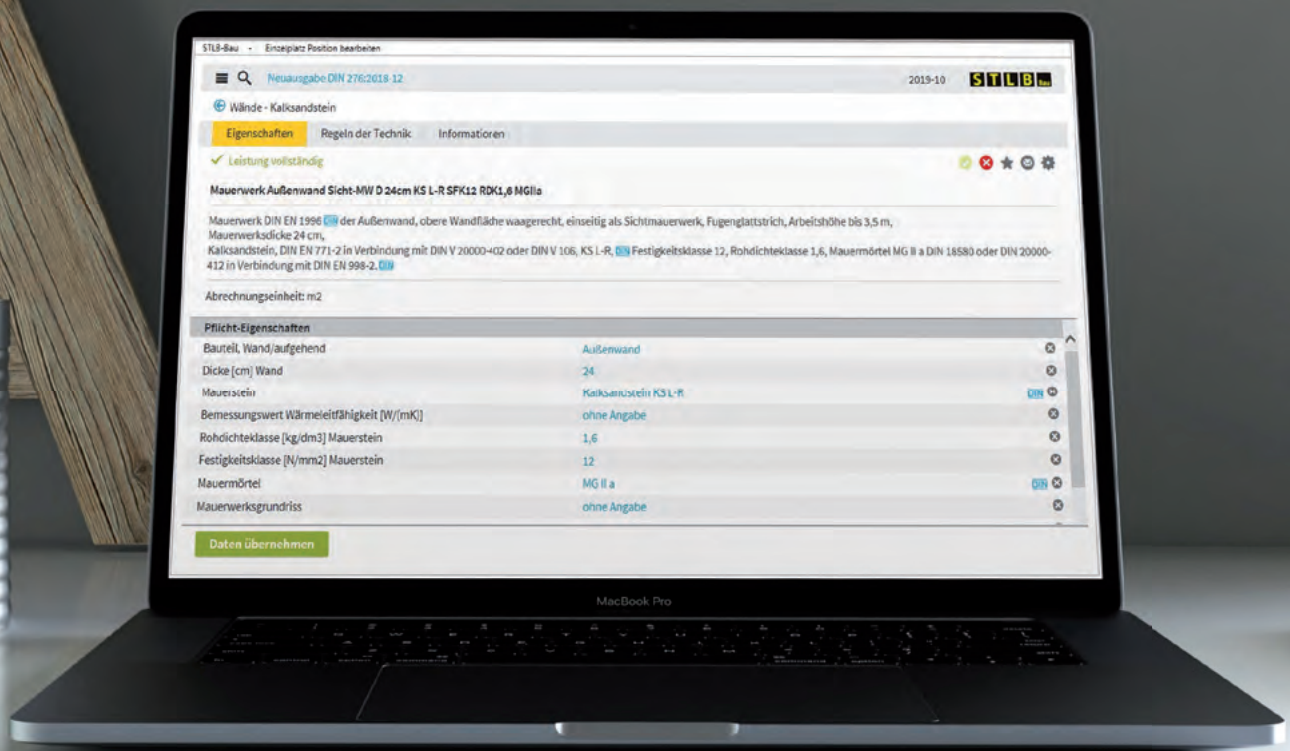 STLB-Bau - Einzelplatz Position bearbeiten
Neuausgabe DIN 276:2018-12
2019-10
STLB Bau
Wände - Kalksandstein
Eigenschaften Regeln der Technik Informationen
Leistung vollständig
Mauerwerk Außenwand Sicht-MW D 24cm KS L-R SFK12 RDK1,6 MGIIa
Mauerwerk DIN EN 1996 DIN der Außenwand, obere Wandfläche waagerecht, einseitig als Sichtmauerwerk, Fugenglattstrich, Arbeitshöhe bis 3,5 m,
Mauerwerksdicke 24 cm,
Kalksandstein, DIN EN 771-2 in Verbindung mit DIN V 20000-402 oder DIN V 106, KS L-R, DIN Festigkeitsklasse 12, Rohdichteklasse 1,6, Mauermörtel MG II a DIN 18580 oder DIN 20000-
412 in Verbindung mit DIN EN 998-2. DIN
Abrechnungseinheit: m2
Pflicht-Eigenschaften
Bauteil, Wand/aufgehend Außenwand
Dicke [cm] Wand 24
Mauerstein Kalksandstein KS L-R DIN
Bemessungswert Wärmeleitfähigkeit [W/(mK)] ohne Angabe
Rohdichteklasse [kg/dm3] Mauerstein 1,6
Festigkeitsklasse [N/mm2] Mauerstein 12
Mauermörtel MG II a DIN
Mauerwerksgrundriss ohne Angabe
Daten übernehmen
MacBook Pro